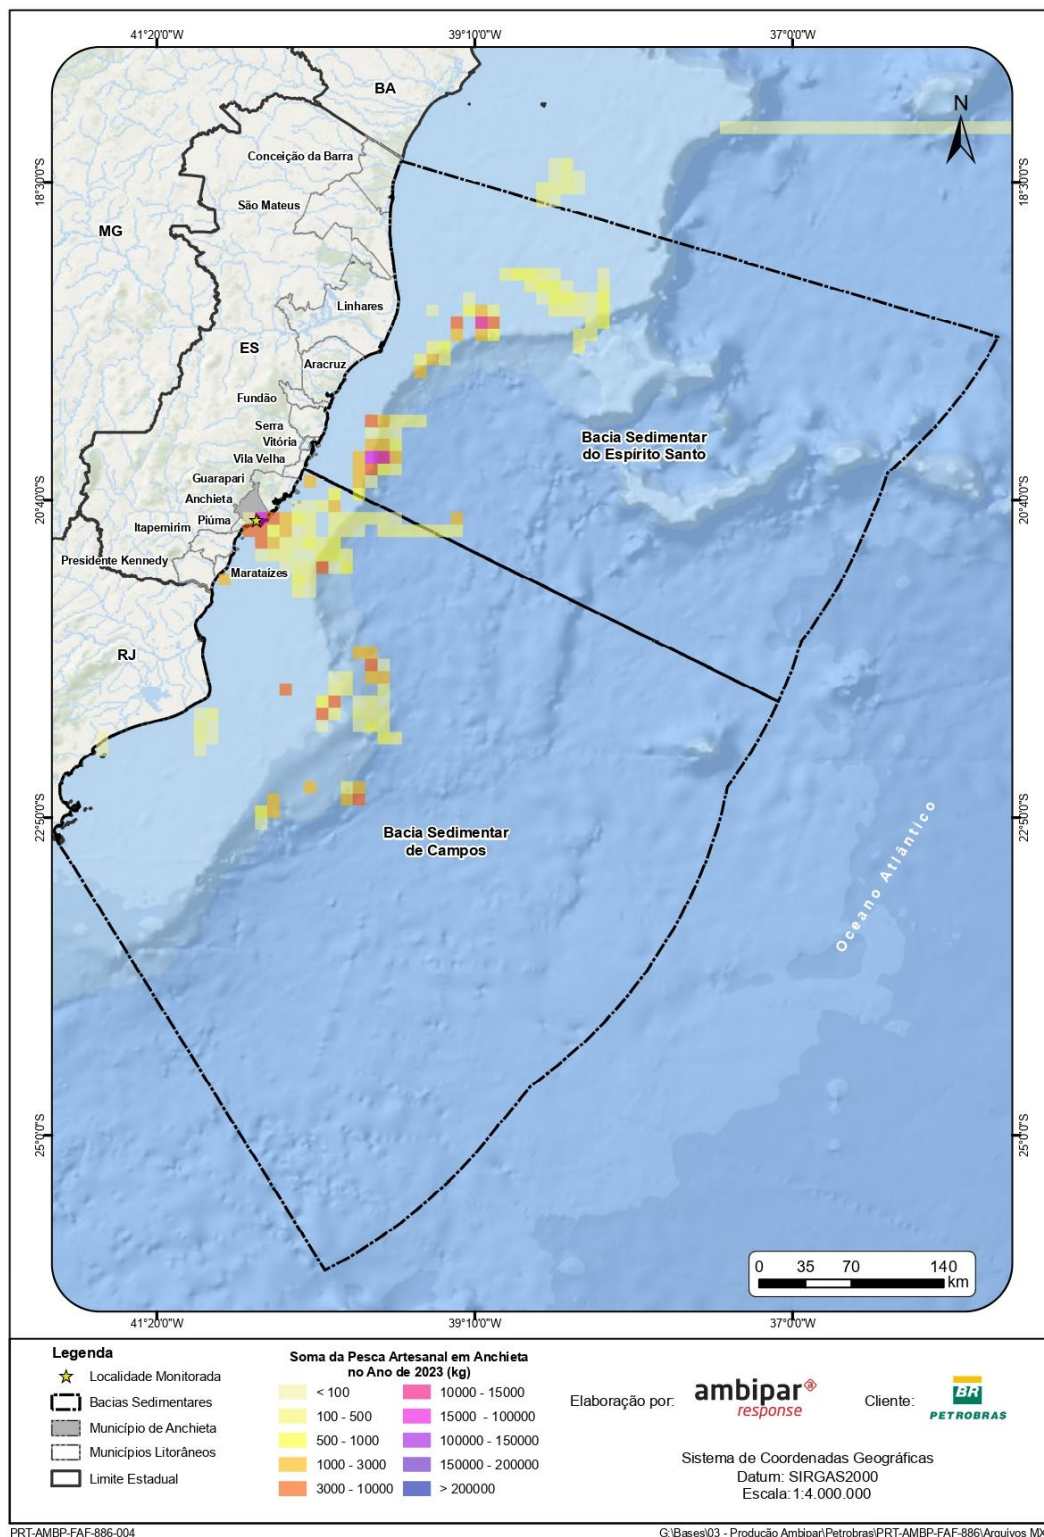 41°20'0"W 39°10'0"W 37°0'0"W
BA
N
Conceição da Barra
18°30'0"S 18°30'0"S
São Mateus
MG
Linhares
ES
Aracruz
Fundão
Serra
Vitória
Vila Velha
Bacia Sedimentar
do Espírito Santo
Guarapari
Anchieta
20°40'0"S 20°40'0"S
Piúma
Itapemirim
Presidente Kennedy
Marataízes
RJ
22°50'0"S 22°50'0"S
Bacia Sedimentar
de Campos
Oceano Atlântico
25°0'0"S 25°0'0"S
0 35 70 140
km
41°20'0"W 39°10'0"W 37°0'0"W
Legenda
Localidade Monitorada
Bacias Sedimentares
Município de Anchieta
Municípios Litorâneos
Limite Estadual
Soma da Pesca Artesanal em Anchieta
no Ano de 2023 (kg)
< 100 10000 - 15000
100 - 500 15000 - 100000
500 - 1000 100000 - 150000
1000 - 3000 150000 - 200000
3000 - 10000 > 200000
Elaboração por:
ambipar
response
Cliente:
BR
PETROBRAS
Sistema de Coordenadas Geográficas
Datum: SIRGAS2000
Escala:1:4.000.000
PRT-AMBP-FAF-886-004 G:\Bases\03 - Produção Ambipar\Petrobras\PRT-AMBP-FAF-886\Arquivos MX